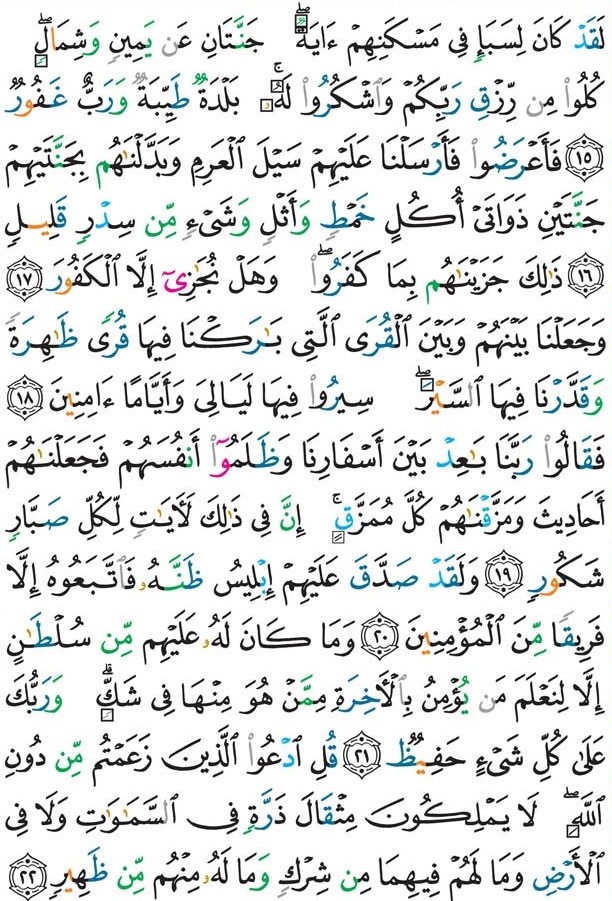 لَقَدْ كَانَ لِسَبَإٍ فِى مَسْكَنِهِمْ ءَايَةٌ ۖ جَنَّتَانِ عَن يَمِينٍ وَشِمَالٍ ۖ
كُلُوا۟ مِن رِّزْقِ رَبِّكُمْ وَٱشْكُرُوا۟ لَهُۥ ۚ بَلْدَةٌ طَيِّبَةٌ وَرَبٌّ غَفُورٌ
﴿١٥﴾ فَأَعْرَضُوا۟ فَأَرْسَلْنَا عَلَيْهِمْ سَيْلَ ٱلْعَرِمِ وَبَدَّلْنَـٰهُم بِجَنَّتَيْهِمْ
جَنَّتَيْنِ ذَوَاتَىْ أُكُلٍ خَمْطٍ وَأَثْلٍ وَشَىْءٍ مِّن سِدْرٍ قَلِيلٍ
﴿١٦﴾ ذَٰلِكَ جَزَيْنَـٰهُم بِمَا كَفَرُوا۟ ۖ وَهَلْ نُجَـٰزِىٓ إِلَّا ٱلْكَفُورَ ﴿١٧﴾
وَجَعَلْنَا بَيْنَهُمْ وَبَيْنَ ٱلْقُرَى ٱلَّتِى بَـٰرَكْنَا فِيهَا قُرًى ظَـٰهِرَةً
وَقَدَّرْنَا فِيهَا ٱلسَّيْرَ ۖ سِيرُوا۟ فِيهَا لَيَالِىَ وَأَيَّامًا ءَامِنِينَ ﴿١٨﴾
فَقَالُوا۟ رَبَّنَا بَـٰعِدْ بَيْنَ أَسْفَارِنَا وَظَلَمُوٓا۟ أَنفُسَهُمْ فَجَعَلْنَـٰهُمْ
أَحَادِيثَ وَمَزَّقْنَـٰهُمْ كُلَّ مُمَزَّقٍ ۚ إِنَّ فِى ذَٰلِكَ لَـَٔايَـٰتٍ لِّكُلِّ صَبَّارٍ
شَكُورٍ ﴿١٩﴾ وَلَقَدْ صَدَّقَ عَلَيْهِمْ إِبْلِيسُ ظَنَّهُۥ فَٱتَّبَعُوهُ إِلَّا
فَرِيقًا مِّنَ ٱلْمُؤْمِنِينَ ﴿٢٠﴾ وَمَا كَانَ لَهُۥ عَلَيْهِم مِّن سُلْطَـٰنٍ
إِلَّا لِنَعْلَمَ مَن يُؤْمِنُ بِٱلْـَٔاخِرَةِ مِمَّنْ هُوَ مِنْهَا فِى شَكٍّ ۗ وَرَبُّكَ
عَلَىٰ كُلِّ شَىْءٍ حَفِيظٌ ﴿٢١﴾ قُلِ ٱدْعُوا۟ ٱلَّذِينَ زَعَمْتُم مِّن دُونِ
ٱللَّهِ ۖ لَا يَمْلِكُونَ مِثْقَالَ ذَرَّةٍ فِى ٱلسَّمَـٰوَٰتِ وَلَا فِى
ٱلْأَرْضِ وَمَا لَهُمْ فِيهِمَا مِن شِرْكٍ وَمَا لَهُۥ مِنْهُم مِّن ظَهِيرٍ ﴿٢٢﴾